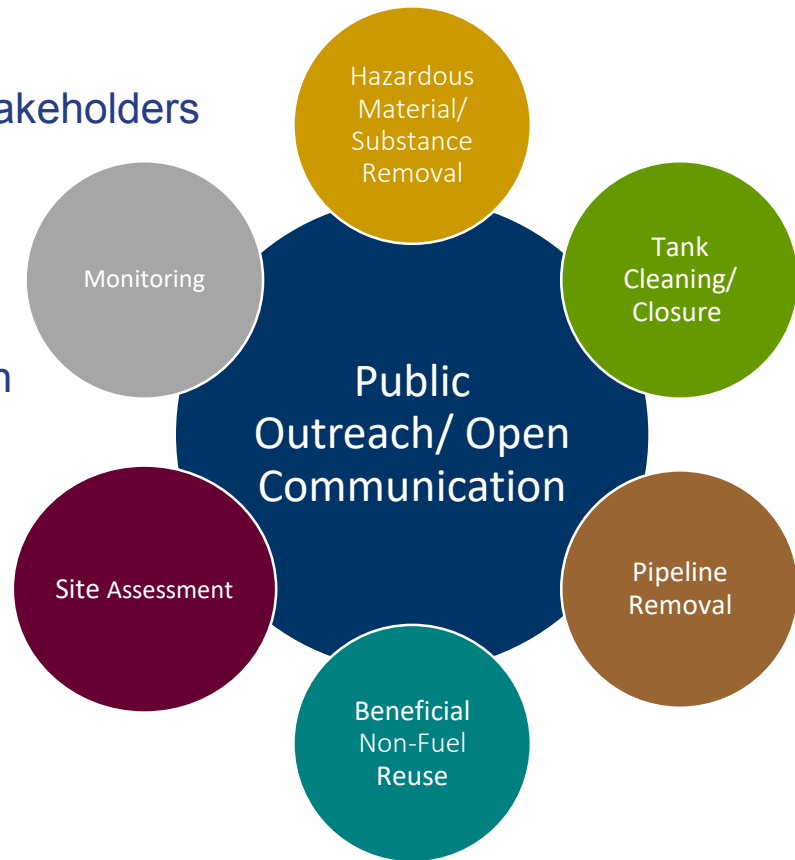 akeholders
n
Hazardous
Material/
Substance
Removal
Tank
Cleaning/
Closure
Pipeline
Removal
Beneficial
Non-Fuel
Reuse
Site Assessment
Monitoring
Public
Outreach/ Open
Communication